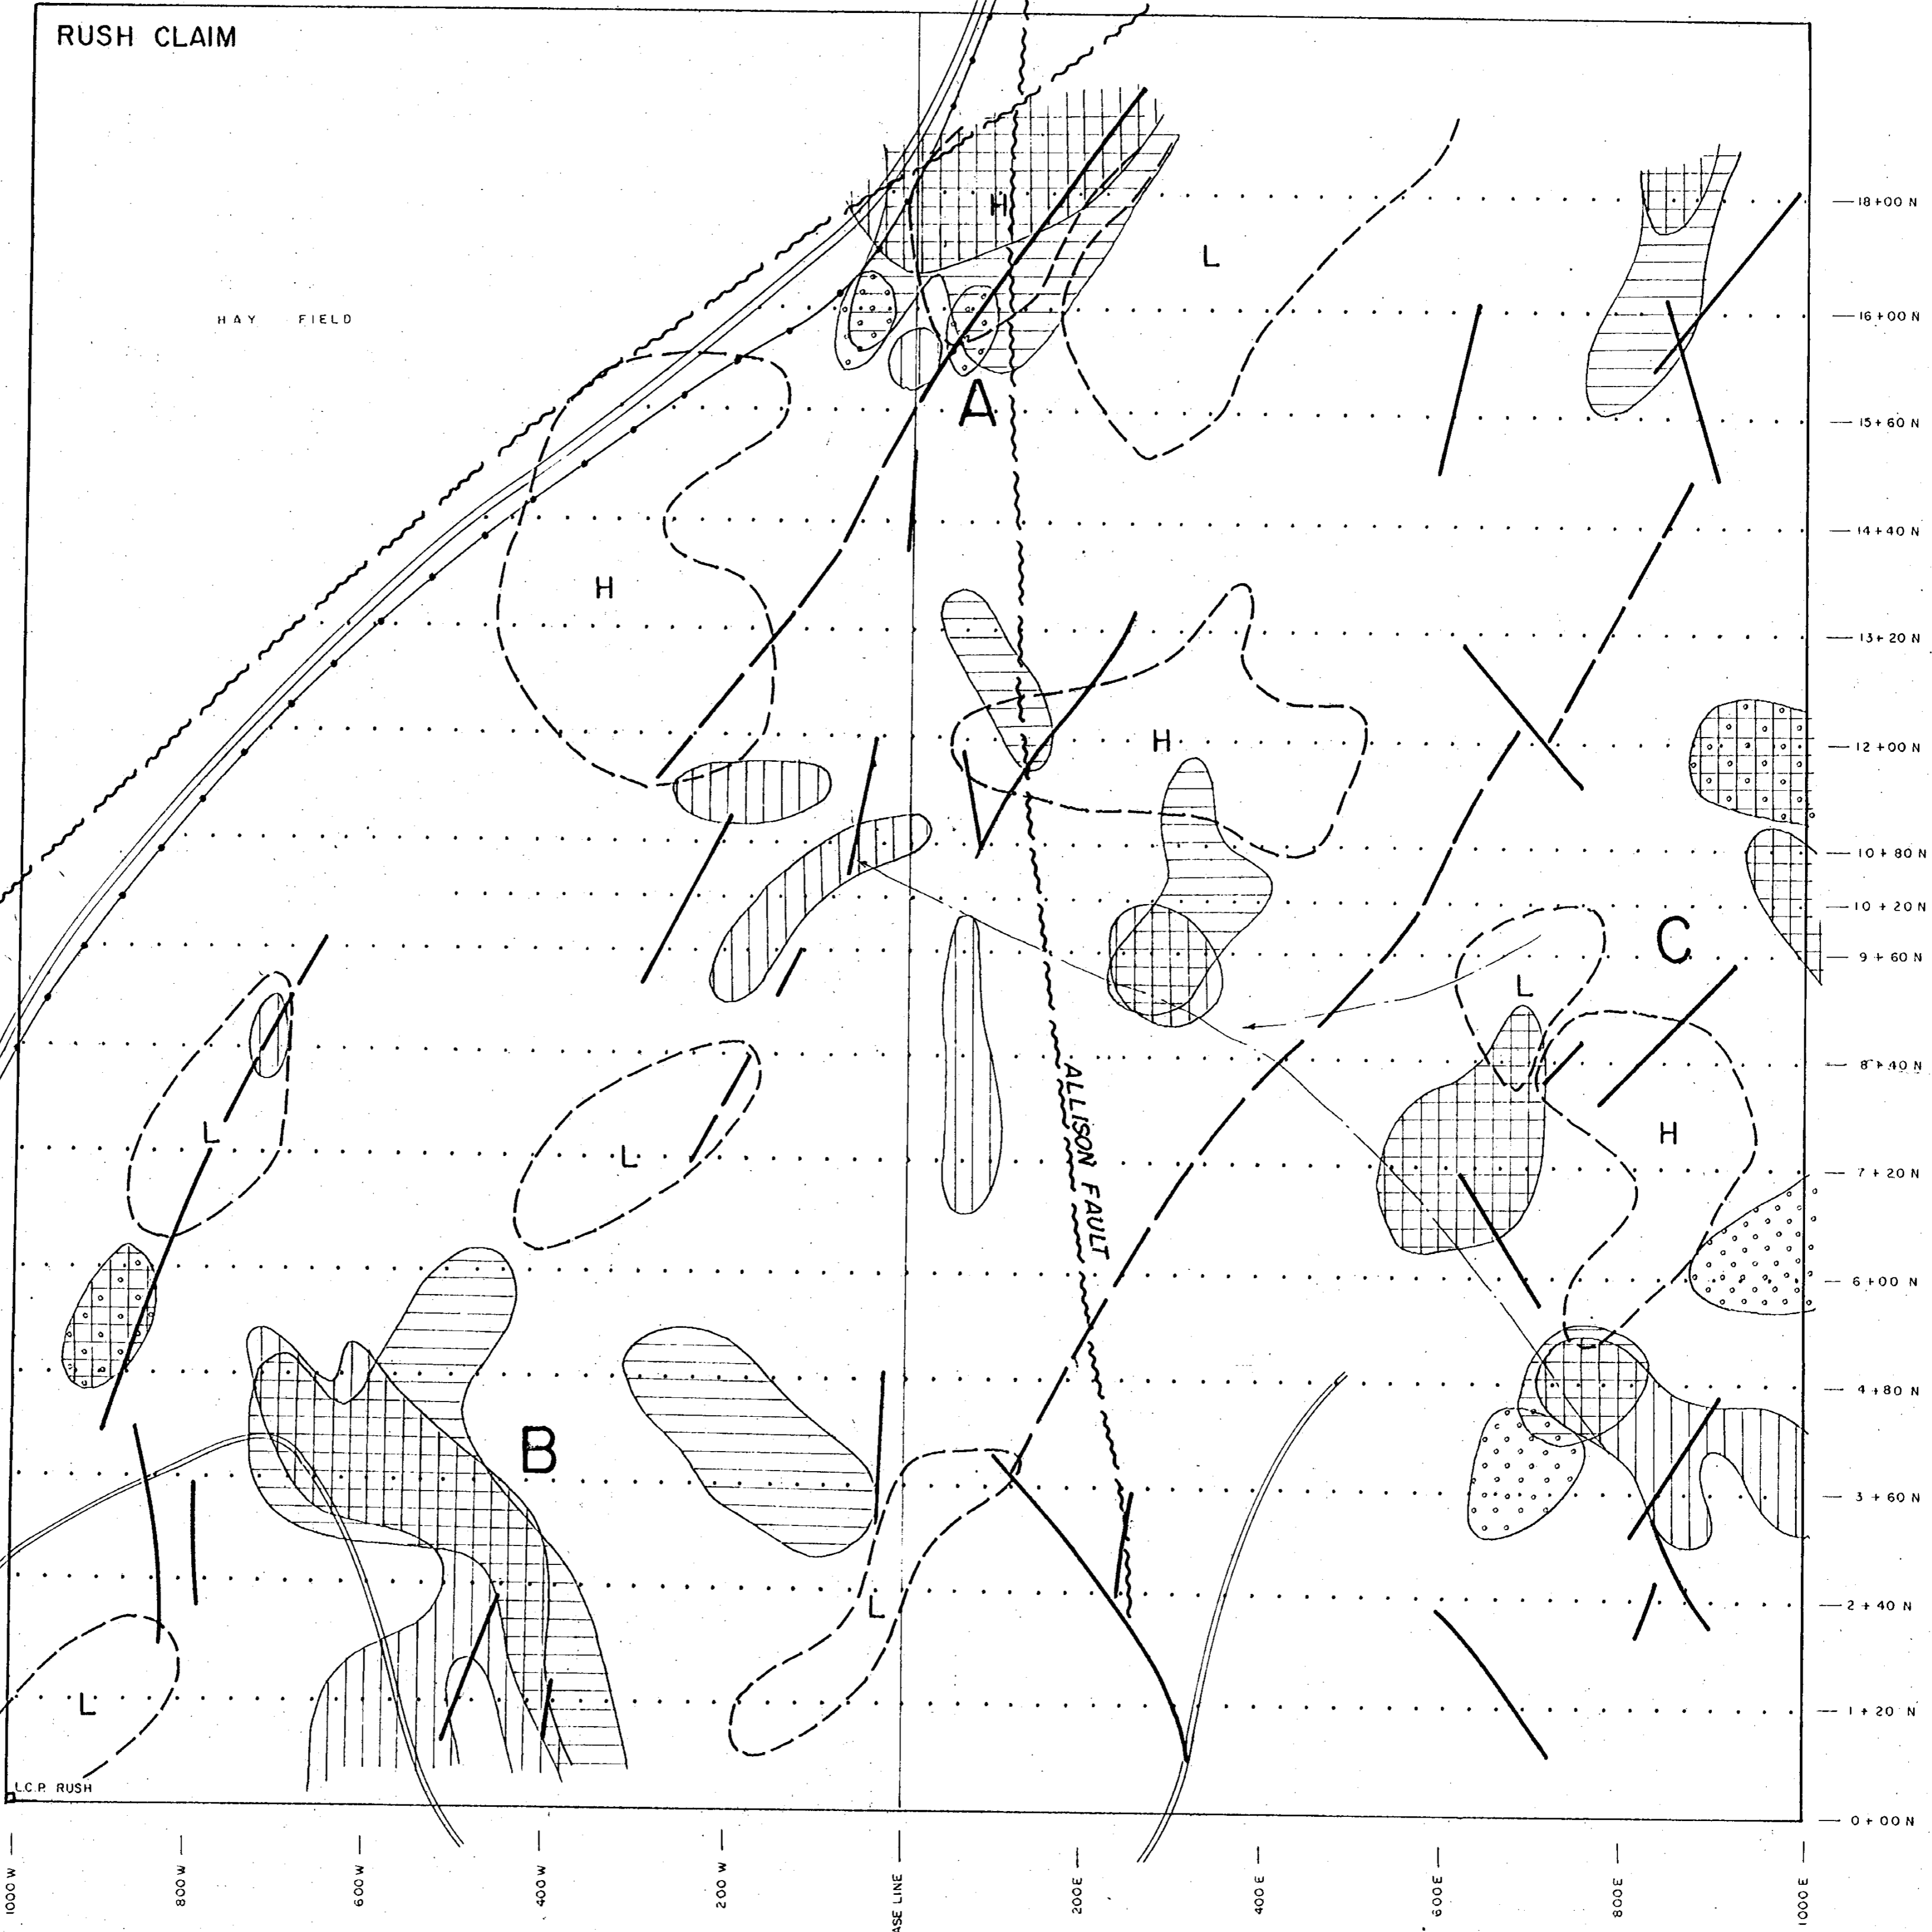 RUSH CLAIM
H
18+00 N
L
HAY FIELD
16+00 N
A
15+60 N
14+40 N
H
13+20 N
H
12+00 N
10+80 N
10+20 N
C
9+60 N
L
8+40 N
ALLISON FAULT
L
H
L
7+20 N
6+00 N
4+80 N
B
3+60 N
L
2+40 N
L
1+20 N
L.C.P. RUSH
0+00 N
1000 W
800 W
600 W
400 W
200 W
ASE LINE
200E
400E
600E
800E
1000 E